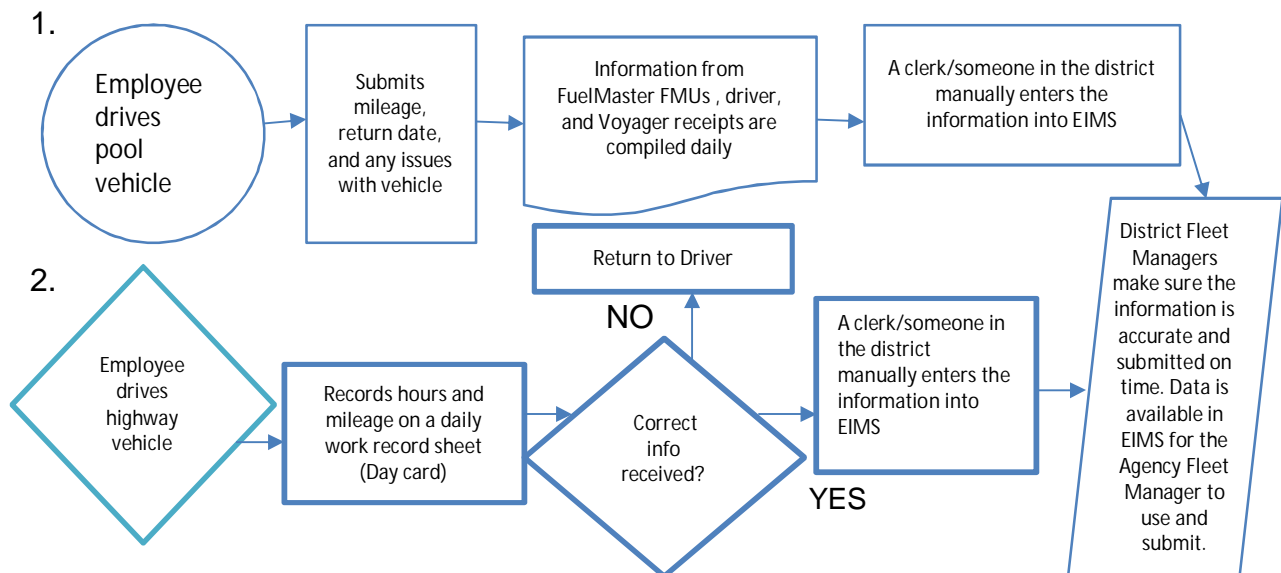 1.
Employee
drives
pool
vehicle
Submits
mileage,
return date,
and any issues
with vehicle
Information from
FuelMaster FMUs , driver,
and Voyager receipts are
compiled daily
A clerk/someone in the district
manually enters the
information into EIMS
2.
Employee
drives
highway
vehicle
Records hours and
mileage on a daily
work record sheet
(Day card)
Correct
info
received?
NO
Return to Driver
YES
A clerk/someone in
the district
manually enters the
information into
EIMS
District Fleet
Managers
make sure the
information is
accurate and
submitted on
time. Data is
available in
EIMS for the
Agency Fleet
Manager to
use and
submit.